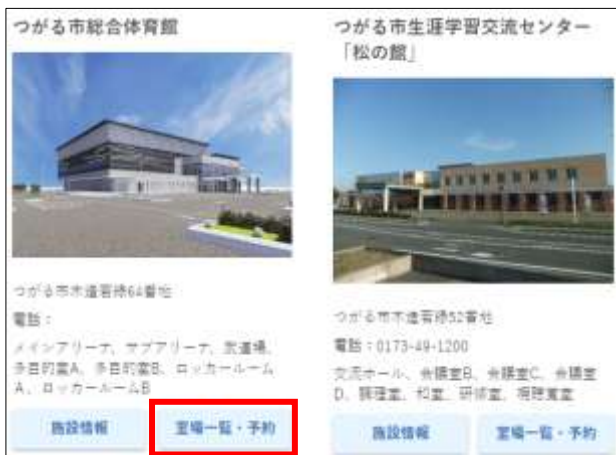 つがる市総合体育館
つがる市木造若緑64番地
電話：
メインアリーナ、サブアリーナ、武道場、
多目的室A、多目的室B、ロッカールーム
A、ロッカールームB
施設情報
室場一覧・予約
つがる市生涯学習交流センター
「松の館」
つがる市木造若緑52番地
電話：0173-49-1200
交流ホール、会議室B、会議室C、会議室
D、調理室、和室、研修室、視聴覚室
施設情報
室場一覧・予約